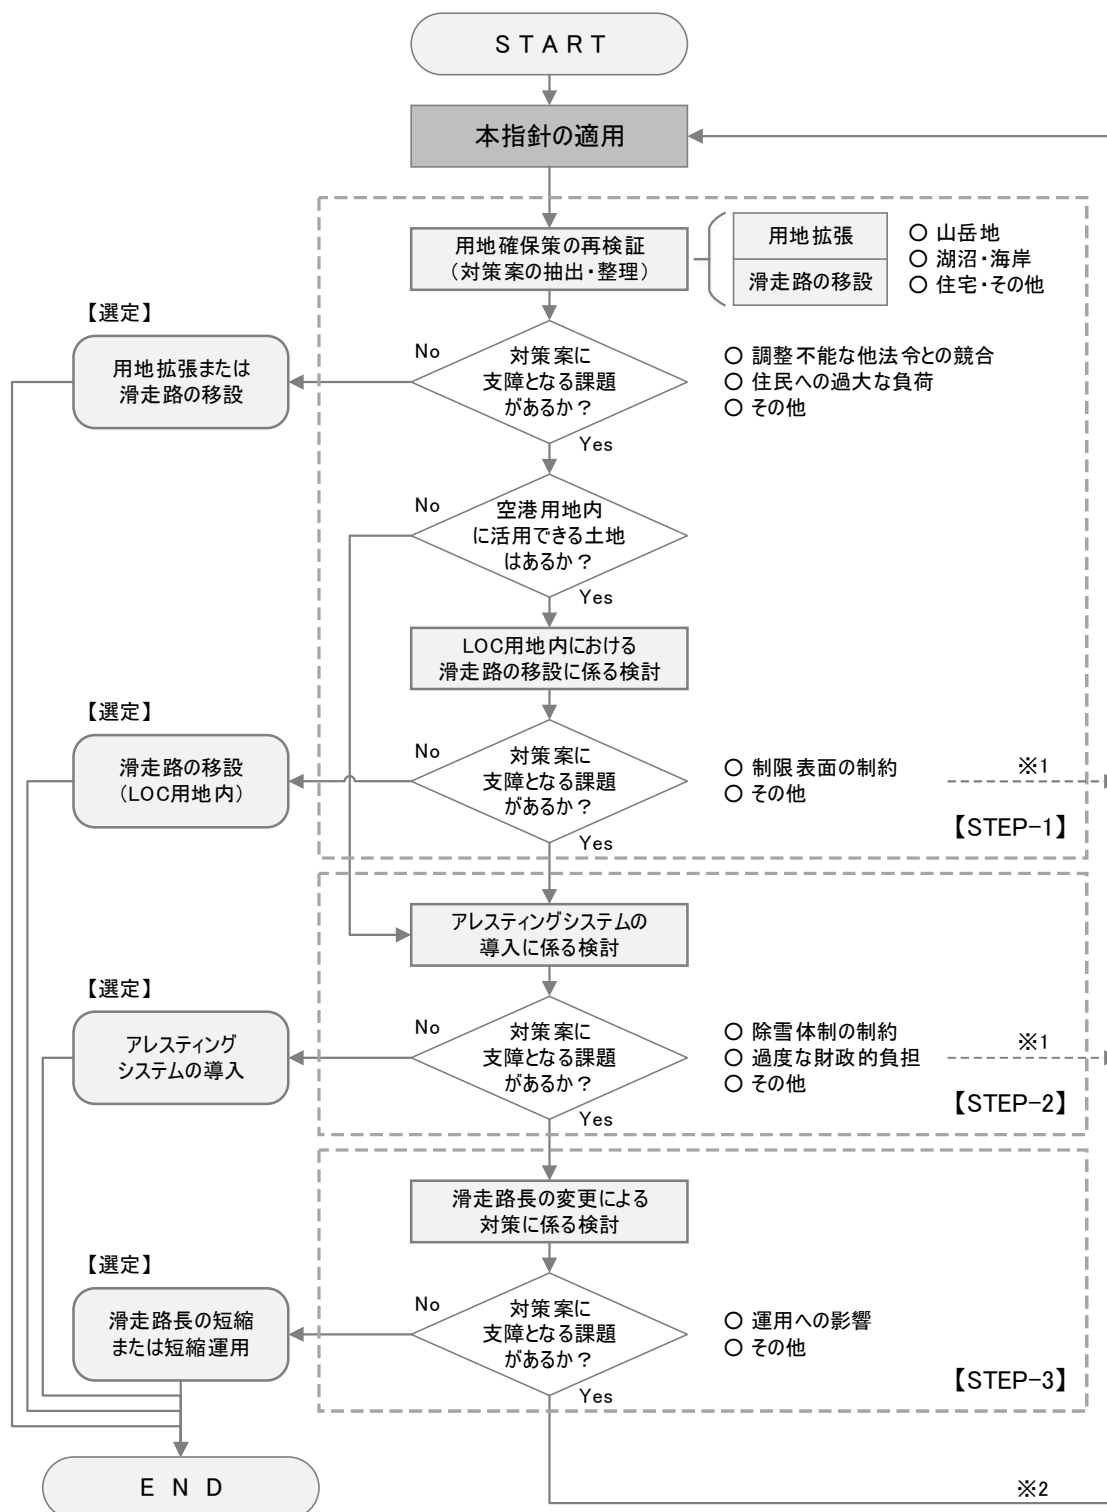 START
本指針の適用
用地確保策の再検証
（対策案の抽出・整理）
用地拡張
滑走路の移設
○ 山岳地
○ 湖沼・海岸
○ 住宅・その他
【選定】
用地拡張または
滑走路の移設
No
対策案に
支障となる課題
があるか？
○ 調整不能な他法令との競合
○ 住民への過大な負荷
○ その他
Yes
No
空港用地内
に活用できる土地
はあるか？
Yes
LOC用地内における
滑走路の移設に係る検討
【選定】
滑走路の移設
（LOC用地内）
No
対策案に
支障となる課題
があるか？
○ 制限表面の制約
○ その他
※1
Yes
【STEP-1】
アレスティングシステムの
導入に係る検討
【選定】
アレスティング
システムの導入
No
対策案に
支障となる課題
があるか？
○ 除雪体制の制約
○ 過度な財政的負担
○ その他
※1
Yes
【STEP-2】
滑走路長の変更による
対策に係る検討
【選定】
滑走路長の短縮
または短縮運用
No
対策案に
支障となる課題
があるか？
○ 運用への影響
○ その他
Yes
【STEP-3】
END
※2